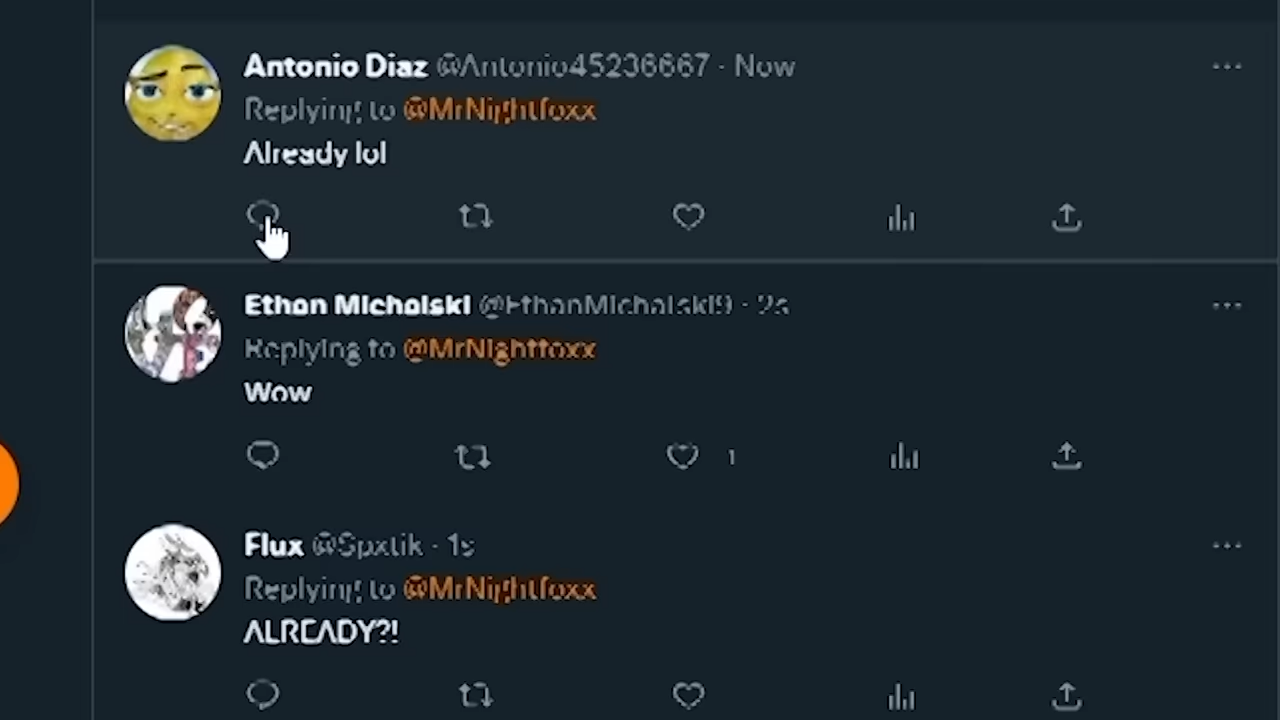 Antonio Diaz @Antonio45236667 · Now
Replying to @MrNightfoxx
Already lol
Ethan Michalski @EthanMichalski9 · 2s
Replying to @MrNightfoxx
Wow
1
Flux @Spxtik · 1s
Replying to @MrNightfoxx
ALREADY?!